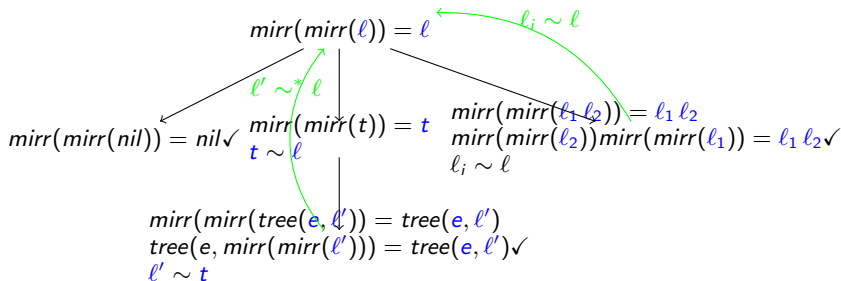 mirr(mirr(ℓ)) = ℓ
ℓᵢ ∼ ℓ
ℓ′ ∼* ℓ
mirr(mirr(nil)) = nil✓
mirr(mirr(t)) = t
t ∼ ℓ
mirr(mirr(ℓ₁ ℓ₂)) = ℓ₁ ℓ₂
mirr(mirr(ℓ₂))mirr(mirr(ℓ₁)) = ℓ₁ ℓ₂✓
ℓᵢ ∼ ℓ
mirr(mirr(tree(e, ℓ′)) = tree(e, ℓ′)
tree(e, mirr(mirr(ℓ′))) = tree(e, ℓ′)✓
ℓ′ ∼ t